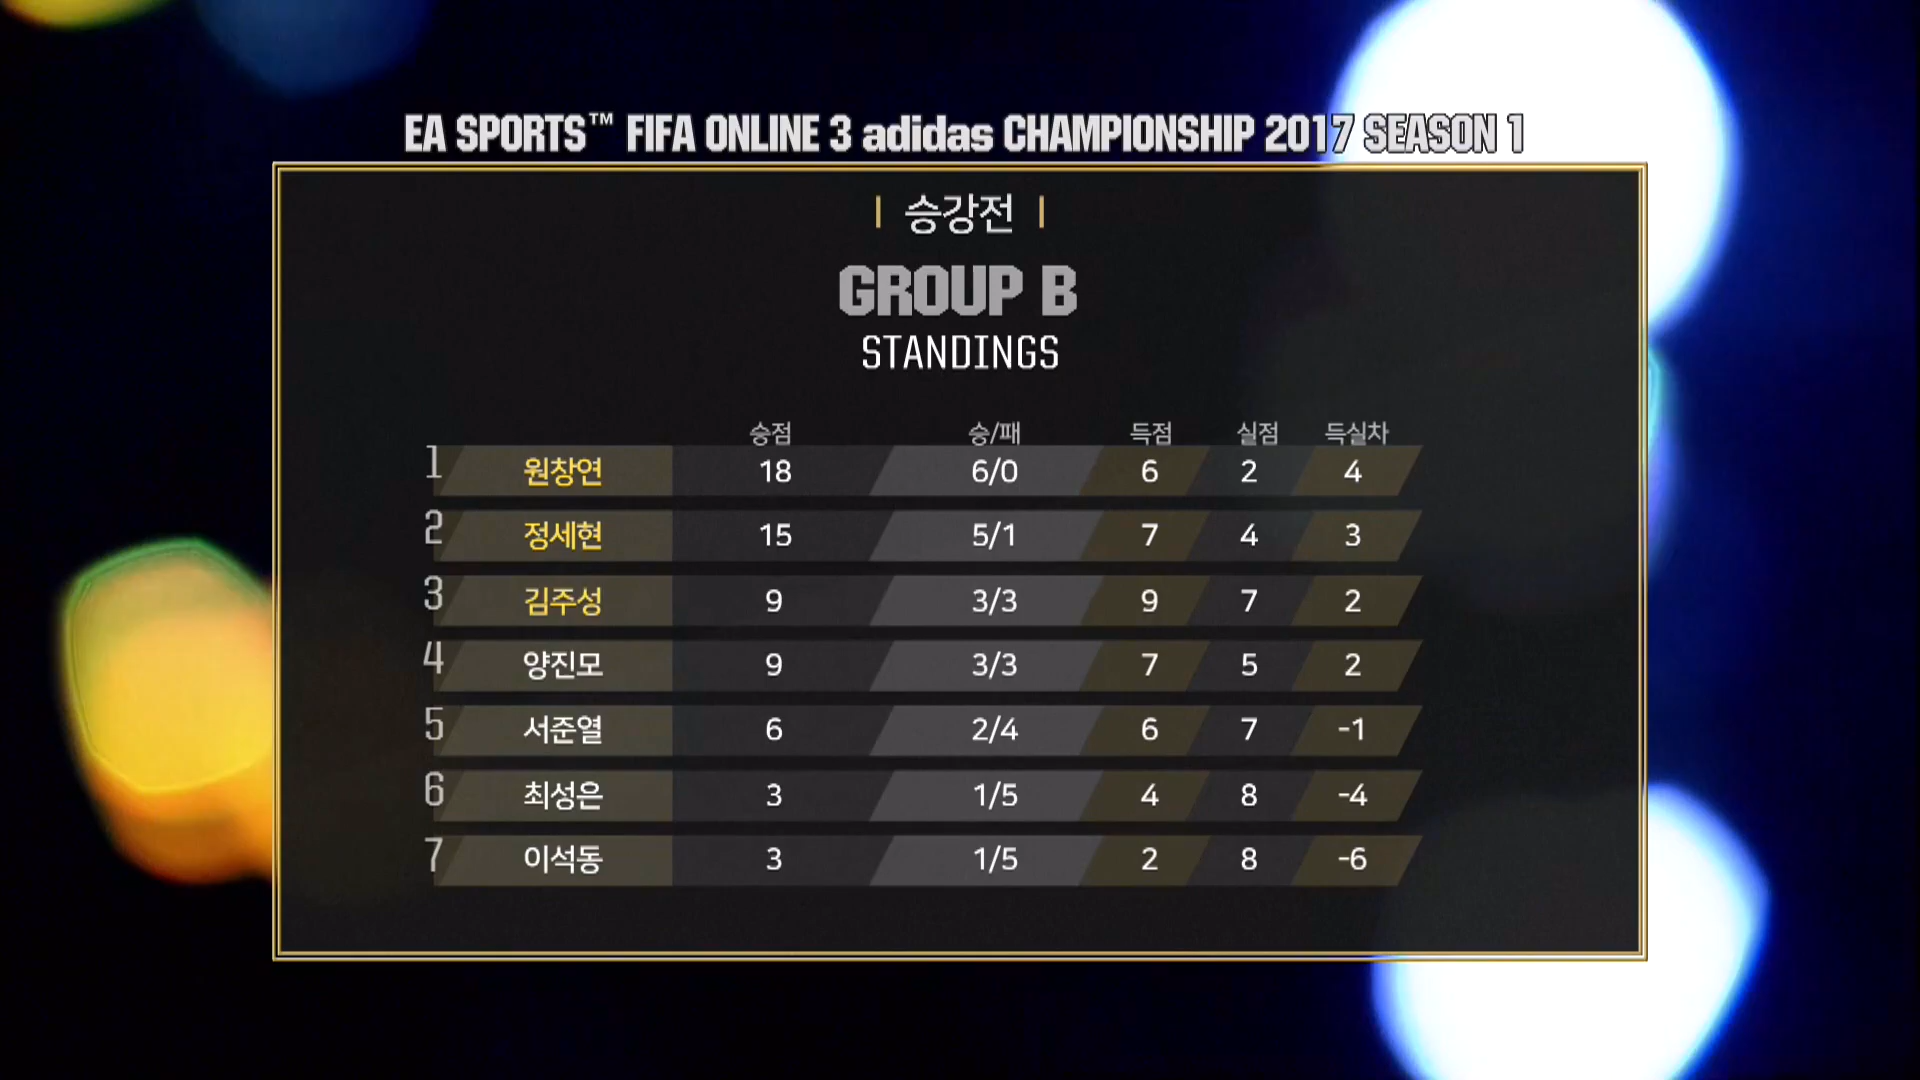 EA SPORTS™ FIFA ONLINE 3 adidas CHAMPIONSHIP 2017 SEASON 1
승강전
GROUP B
STANDINGS
승점 승/패 득점 실점 득실차
1 원창연 18 6/0 6 2 4
2 정세현 15 5/1 7 4 3
3 김주성 9 3/3 9 7 2
4 양진모 9 3/3 7 5 2
5 서준열 6 2/4 6 7 -1
6 최성은 3 1/5 4 8 -4
7 이석동 3 1/5 2 8 -6